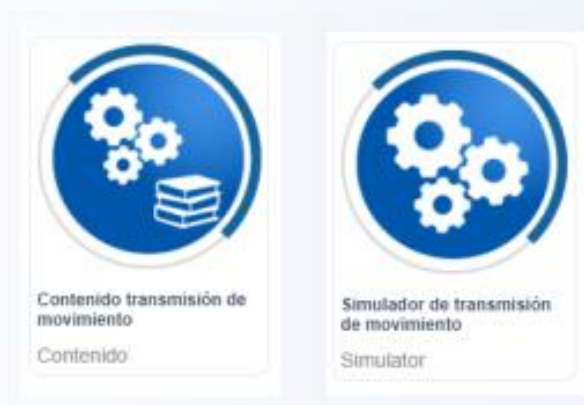 Contenido transmisión de
movimiento
Contenido
Simulador de transmisión
de movimiento
Simulator